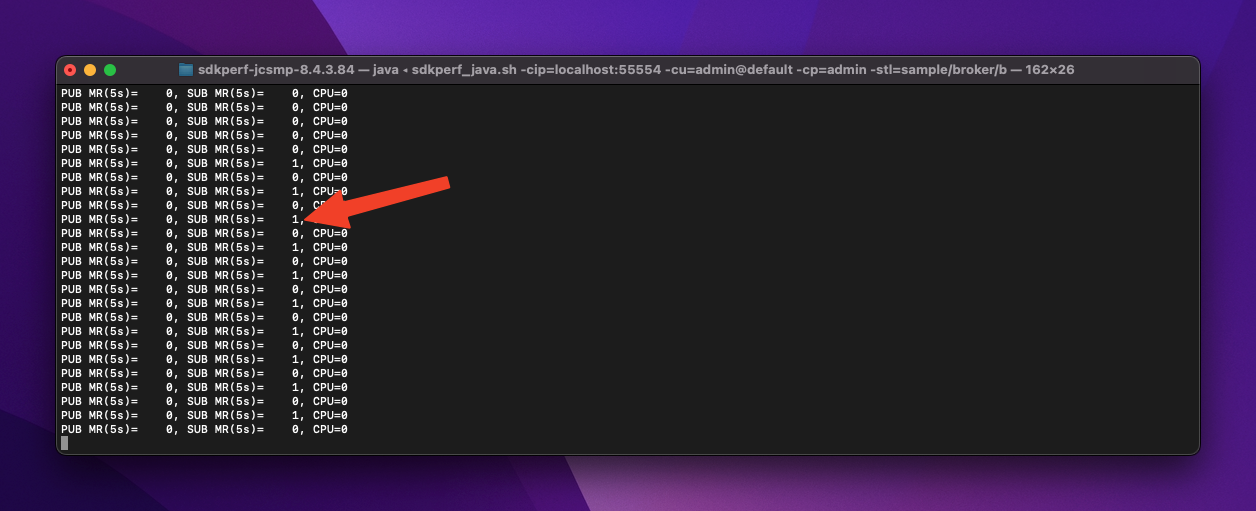 sdkperf-jcsmp-8.4.3.84 — java ◂ sdkperf_java.sh -cip=localhost:55554 -cu=admin@default -cp=admin -stl=sample/broker/b — 162×26
PUB MR(5s)=    0, SUB MR(5s)=    0, CPU=0
PUB MR(5s)=    0, SUB MR(5s)=    0, CPU=0
PUB MR(5s)=    0, SUB MR(5s)=    0, CPU=0
PUB MR(5s)=    0, SUB MR(5s)=    0, CPU=0
PUB MR(5s)=    0, SUB MR(5s)=    0, CPU=0
PUB MR(5s)=    0, SUB MR(5s)=    1, CPU=0
PUB MR(5s)=    0, SUB MR(5s)=    0, CPU=0
PUB MR(5s)=    0, SUB MR(5s)=    1, CPU=0
PUB MR(5s)=    0, SUB MR(5s)=    0, CPU=0
PUB MR(5s)=    0, SUB MR(5s)=    1,
PUB MR(5s)=    0, SUB MR(5s)=    0, CPU=0
PUB MR(5s)=    0, SUB MR(5s)=    1, CPU=0
PUB MR(5s)=    0, SUB MR(5s)=    0, CPU=0
PUB MR(5s)=    0, SUB MR(5s)=    1, CPU=0
PUB MR(5s)=    0, SUB MR(5s)=    0, CPU=0
PUB MR(5s)=    0, SUB MR(5s)=    1, CPU=0
PUB MR(5s)=    0, SUB MR(5s)=    0, CPU=0
PUB MR(5s)=    0, SUB MR(5s)=    1, CPU=0
PUB MR(5s)=    0, SUB MR(5s)=    0, CPU=0
PUB MR(5s)=    0, SUB MR(5s)=    1, CPU=0
PUB MR(5s)=    0, SUB MR(5s)=    0, CPU=0
PUB MR(5s)=    0, SUB MR(5s)=    1, CPU=0
PUB MR(5s)=    0, SUB MR(5s)=    0, CPU=0
PUB MR(5s)=    0, SUB MR(5s)=    1, CPU=0
PUB MR(5s)=    0, SUB MR(5s)=    0, CPU=0